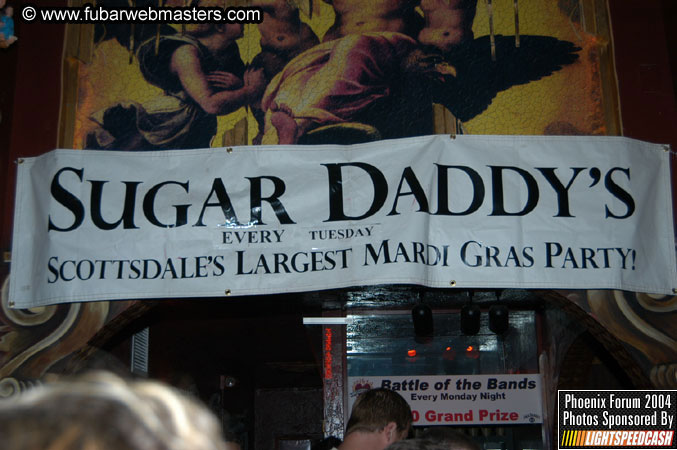 © www.fubarwebmasters.com
SUGAR DADDY'S
EVERY TUESDAY
SCOTTSDALE'S LARGEST MARDI GRAS PARTY!
Battle of the Bands
Every Monday Night
0 Grand Prize
Phoenix Forum 2004
Photos Sponsored By
LIGHTSPEEDCASH